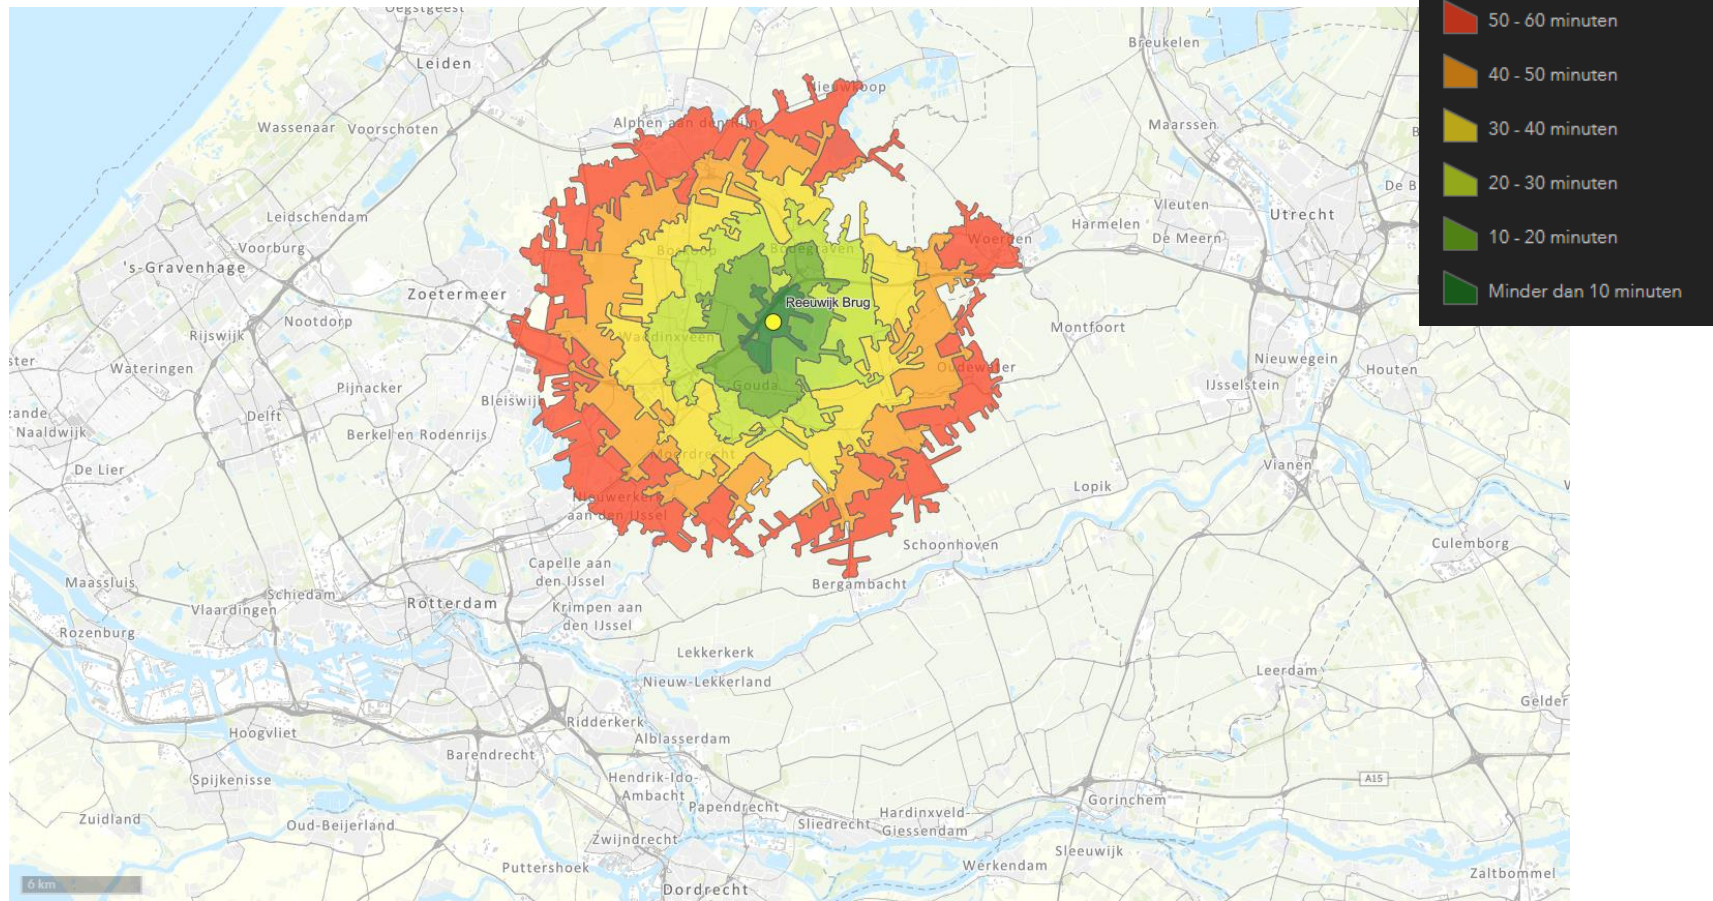 Oegstgeest
Leiden
Breukelen
Nieuwkoop
Wassenaar
Voorschoten
Alphen aan den Rijn
Maarssen
De B
Leidschendam
Vleuten
Utrecht
Harmelen
De Meern
Voorburg
Woerden
Boskoop
Bodegraven
's-Gravenhage
Zoetermeer
Reeuwijk Brug
Nootdorp
Rijswijk
Waddinxveen
Montfoort
Nieuwegein
ster
Wateringen
Oudewater
Houten
Pijnacker
Gouda
IJsselstein
Bleiswijk
zande
Delft
Naaldwijk
Berkel en Rodenrijs
Moordrecht
De Lier
Vianen
Lopik
Nieuwerkerk
aan den IJssel
Schoonhoven
Culemborg
Capelle aan
den IJssel
Maassluis
Bergambacht
Schiedam
Rotterdam
Vlaardingen
Krimpen aan
den IJssel
Rozenburg
Lekkerkerk
Leerdam
Nieuw-Lekkerland
Gelder
Ridderkerk
Hoogvliet
Alblasserdam
Barendrecht
Spijkenisse
Hendrik-Ido-
Ambacht
A15
Papendrecht
Gorinchem
Zuidland
Oud-Beijerland
Sliedrecht
Hardinxveld-
Giessendam
Zwijndrecht
Sleeuwijk
Puttershoek
Werkendam
Zaltbommel
Dordrecht
6 km
50 - 60 minuten
40 - 50 minuten
30 - 40 minuten
20 - 30 minuten
10 - 20 minuten
Minder dan 10 minuten